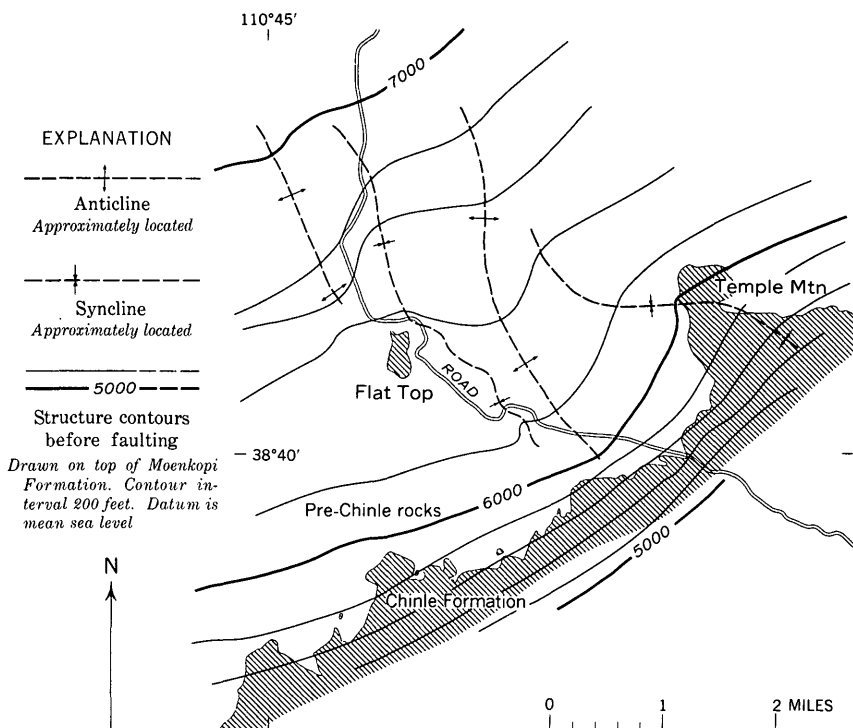 110°45'
7000
EXPLANATION
Anticline
Approximately located
Syncline
Approximately located
5000
Structure contours
before faulting
Drawn on top of Moenkopi
Formation. Contour in-
terval 200 feet. Datum is
mean sea level
N
Temple Mtn
Flat Top
ROAD
38°40'
Pre-Chinle rocks
6000
5000
Chinle Formation
0 1 2 MILES